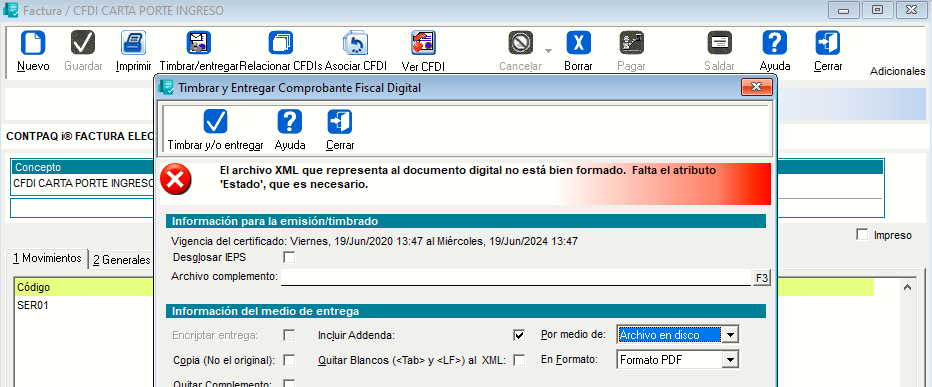 Factura / CFDI CARTA PORTE INGRESO
Nuevo Guardar Imprimir Timbrar/entregar Relacionar CFDIs Asociar CFDI Ver CFDI Cancelar Borrar Pagar Saldar Ayuda Cerrar
Adicionales
Timbrar y Entregar Comprobante Fiscal Digital
Timbrar y/o entregar Ayuda Cerrar
CONTPAQ i® FACTURA ELEC
Concepto
CFDI CARTA PORTE INGRESO
El archivo XML que representa al documento digital no está bien formado. Falta el atributo
'Estado', que es necesario.
Información para la emisión/timbrado
Impreso
Vigencia del certificado: Viernes, 19/Jun/2020 13:47 al Miércoles, 19/Jun/2024 13:47
Desglosar IEPS
1 Movimientos 2 Generales
Archivo complemento: F3
Código
SER01
Información del medio de entrega
Encriptar entrega: Incluir Addenda: Por medio de: Archivo en disco
Copia (No el original): Quitar Blancos (<Tab> y <LF>) al XML: En Formato: Formato PDF
Quitar Complemento: